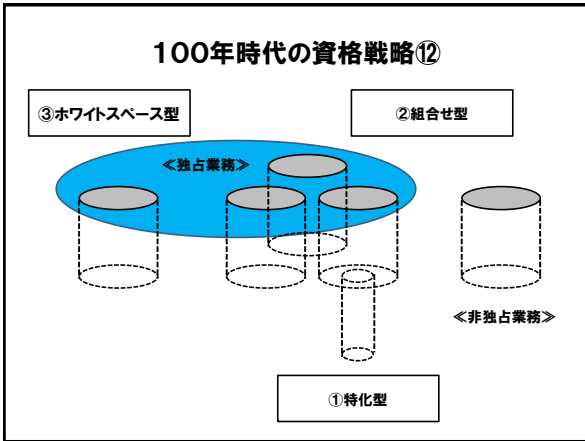 100年時代の資格戦略⑫
③ホワイトスペース型
②組合せ型
≪独占業務≫
≪非独占業務≫
①特化型